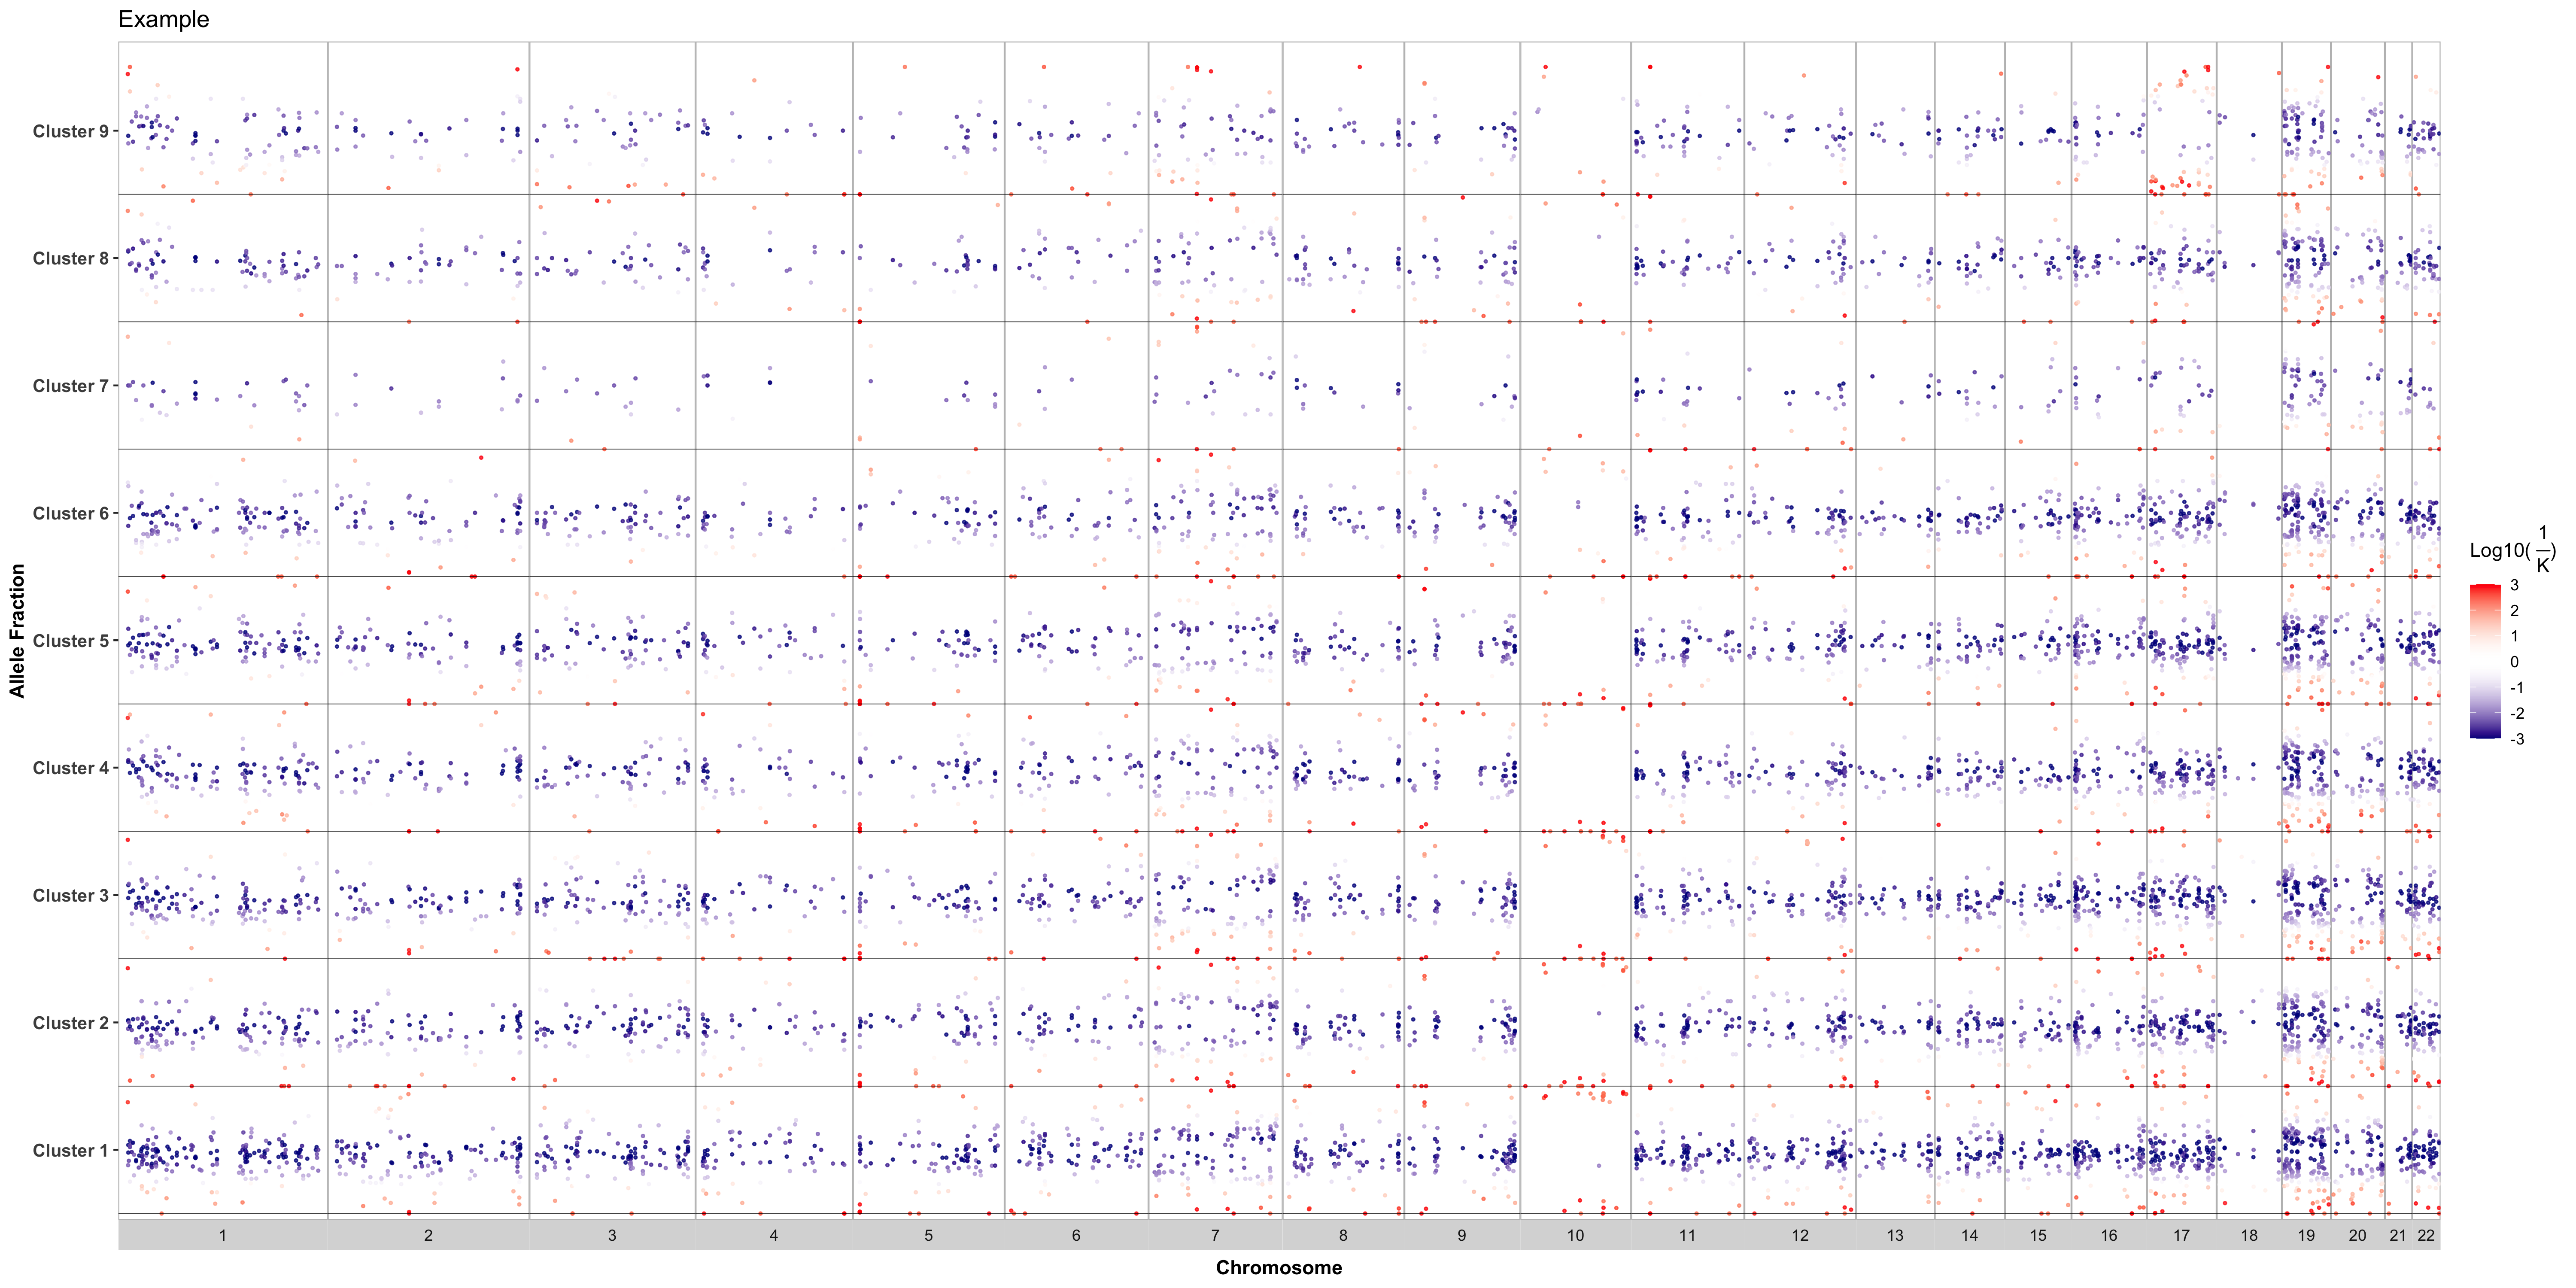 Example
Cluster 9
Cluster 8
Cluster 7
Cluster 6
Cluster 5
Cluster 4
Cluster 3
Cluster 2
Cluster 1
Allele Fraction
1 2 3 4 5 6 7 8 9 10 11 12 13 14 15 16 17 18 19 20 21 22
Chromosome
Log10(1/K)
3
2
1
0
-1
-2
-3